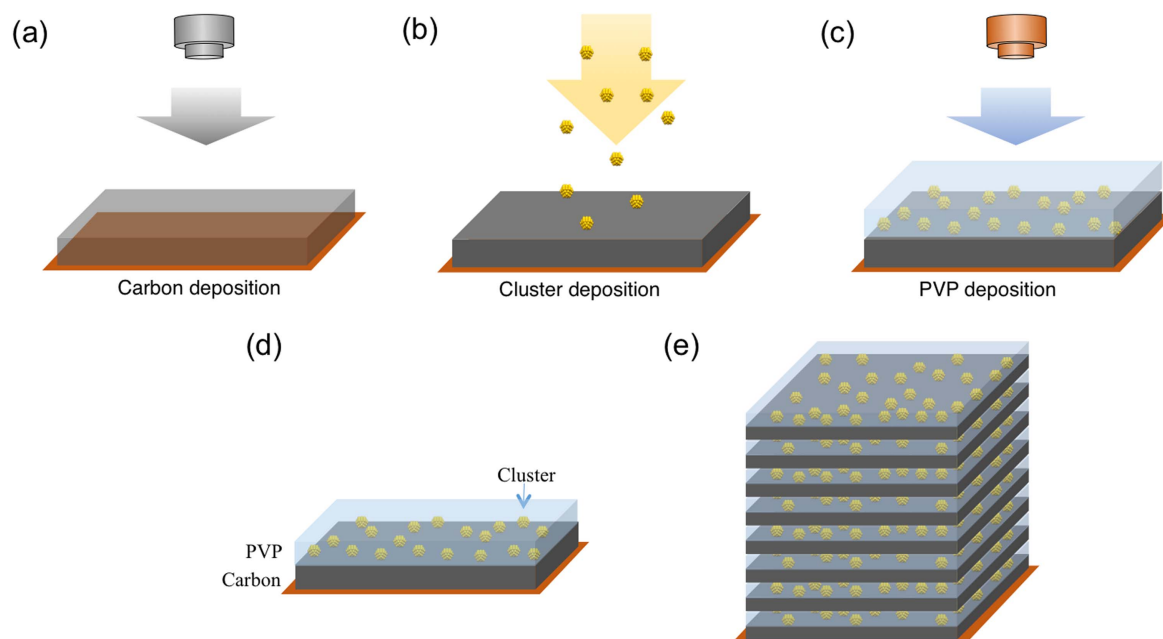 (a)
(b)
(c)
Carbon deposition
Cluster deposition
PVP deposition
(d)
(e)
Cluster
PVP
Carbon